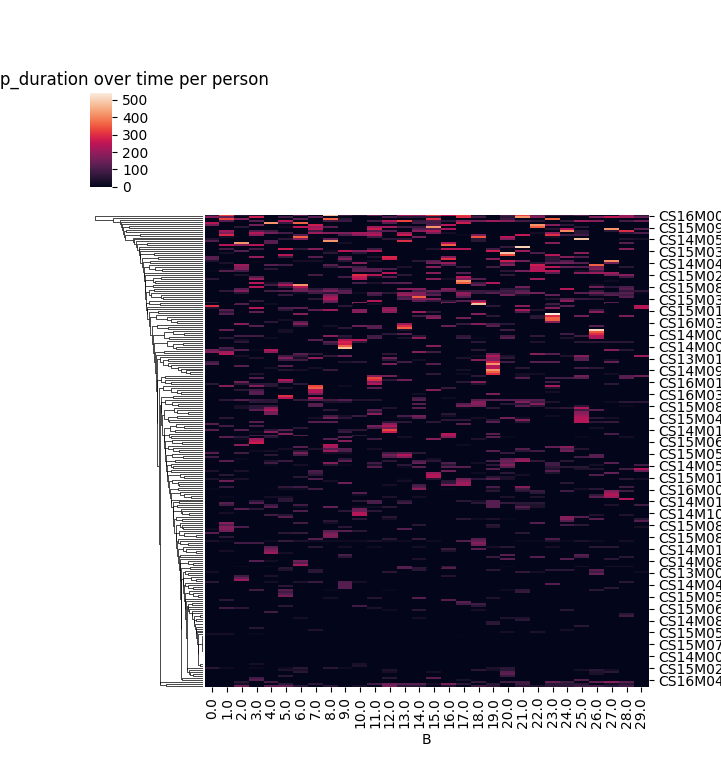 p_duration over time per person
500
400
300
200
100
0
CS16M00
CS15M09
CS14M05
CS15M03
CS14M04
CS15M02
CS15M08
CS15M03
CS15M01
CS16M03
CS14M00
CS14M00
CS13M01
CS14M09
CS16M01
CS16M03
CS15M08
CS15M04
CS14M01
CS15M06
CS15M05
CS14M05
CS15M01
CS16M00
CS14M01
CS14M10
CS15M08
CS15M08
CS14M01
CS14M08
CS13M00
CS14M04
CS15M05
CS15M06
CS14M08
CS15M05
CS15M07
CS14M00
CS15M02
CS16M04
0.0 1.0 2.0 3.0 4.0 5.0 6.0 7.0 8.0 9.0 10.0 11.0 12.0 13.0 14.0 15.0 16.0 17.0 18.0 19.0 20.0 21.0 22.0 23.0 24.0 25.0 26.0 27.0 28.0 29.0
B